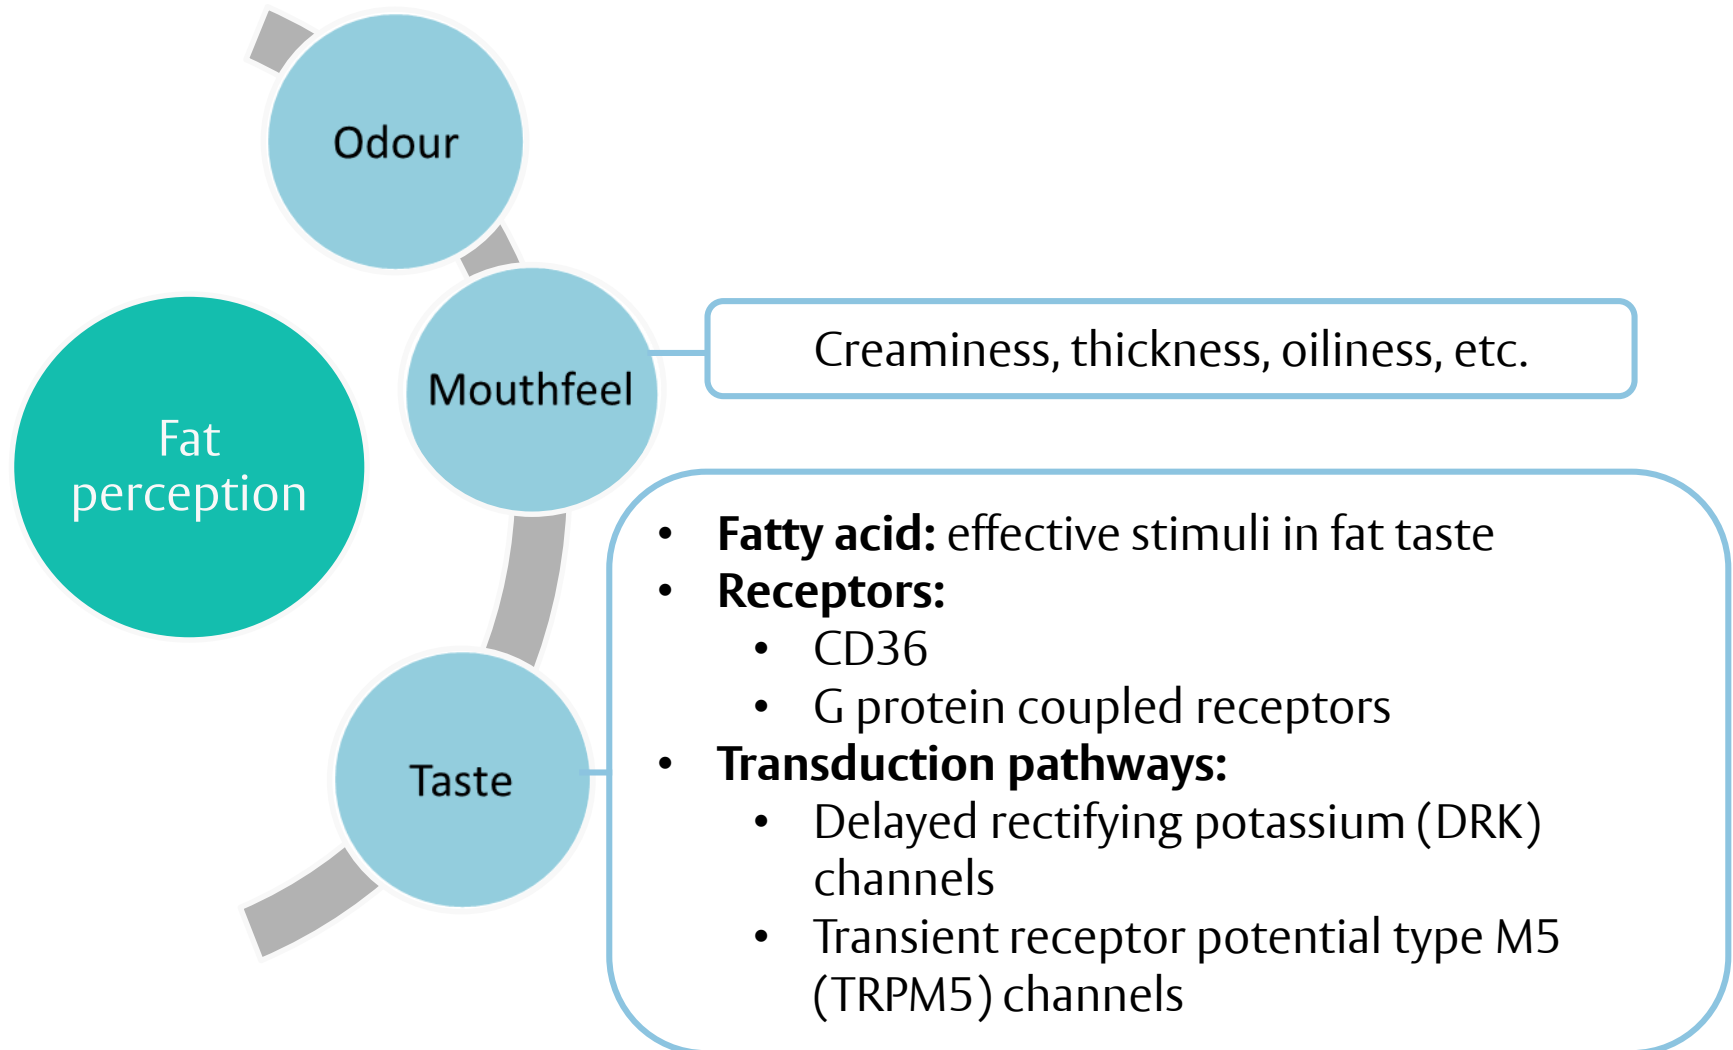 Odour
Mouthfeel
Creaminess, thickness, oiliness, etc.
Fat
perception
Taste
• Fatty acid: effective stimuli in fat taste
• Receptors:
• CD36
• G protein coupled receptors
• Transduction pathways:
• Delayed rectifying potassium (DRK)
channels
• Transient receptor potential type M5
(TRPM5) channels